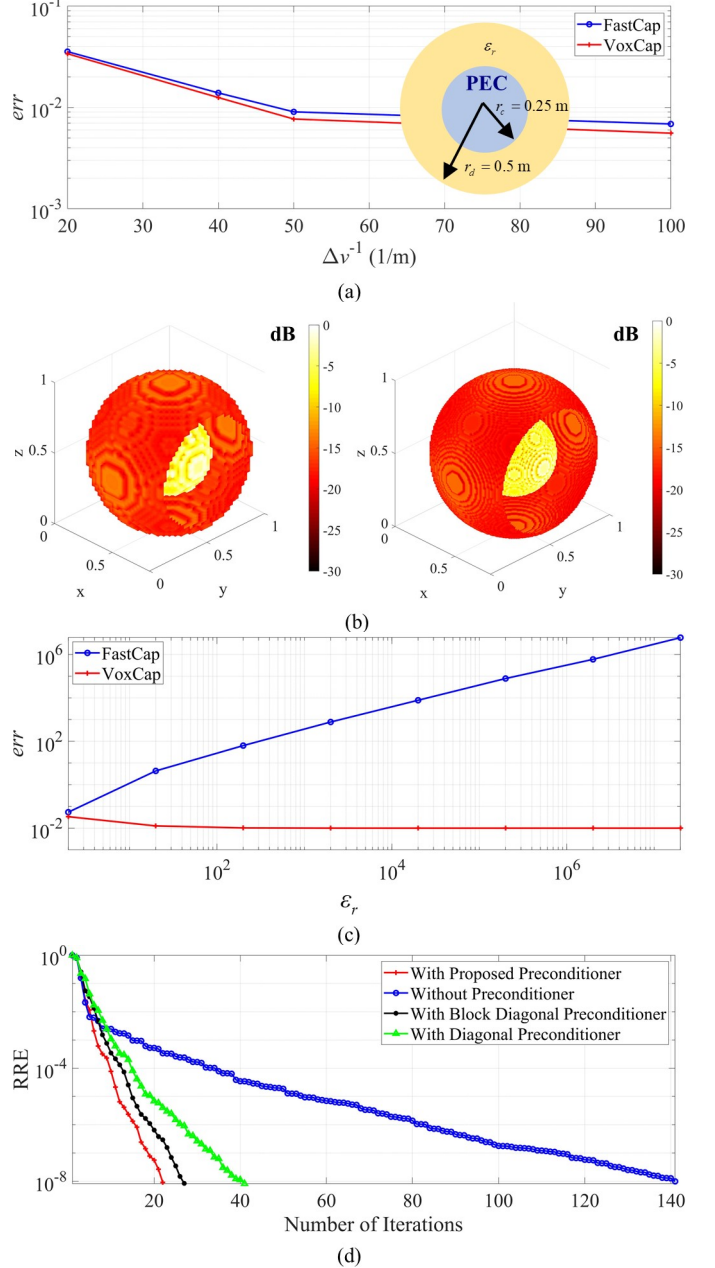 10^-1
FastCap
VoxCap
ε_r
PEC
r_c = 0.25 m
r_d = 0.5 m
err
10^-2
10^-3
20 30 40 50 60 70 80 90 100
Δv^-1 (1/m)
(a)
dB
0
-5
-10
-15
-20
-25
-30
1
0.5
0
z
0
0.5
0
x
1
0.5
y
dB
0
-5
-10
-15
-20
-25
-30
1
0.5
0
z
0
0.5
0
x
1
0.5
y
(b)
FastCap
VoxCap
10^6
10^2
10^-2
err
10^2 10^4 10^6
ε_r
(c)
10^0
With Proposed Preconditioner
Without Preconditioner
With Block Diagonal Preconditioner
With Diagonal Preconditioner
RRE
10^-4
10^-8
20 40 60 80 100 120 140
Number of Iterations
(d)